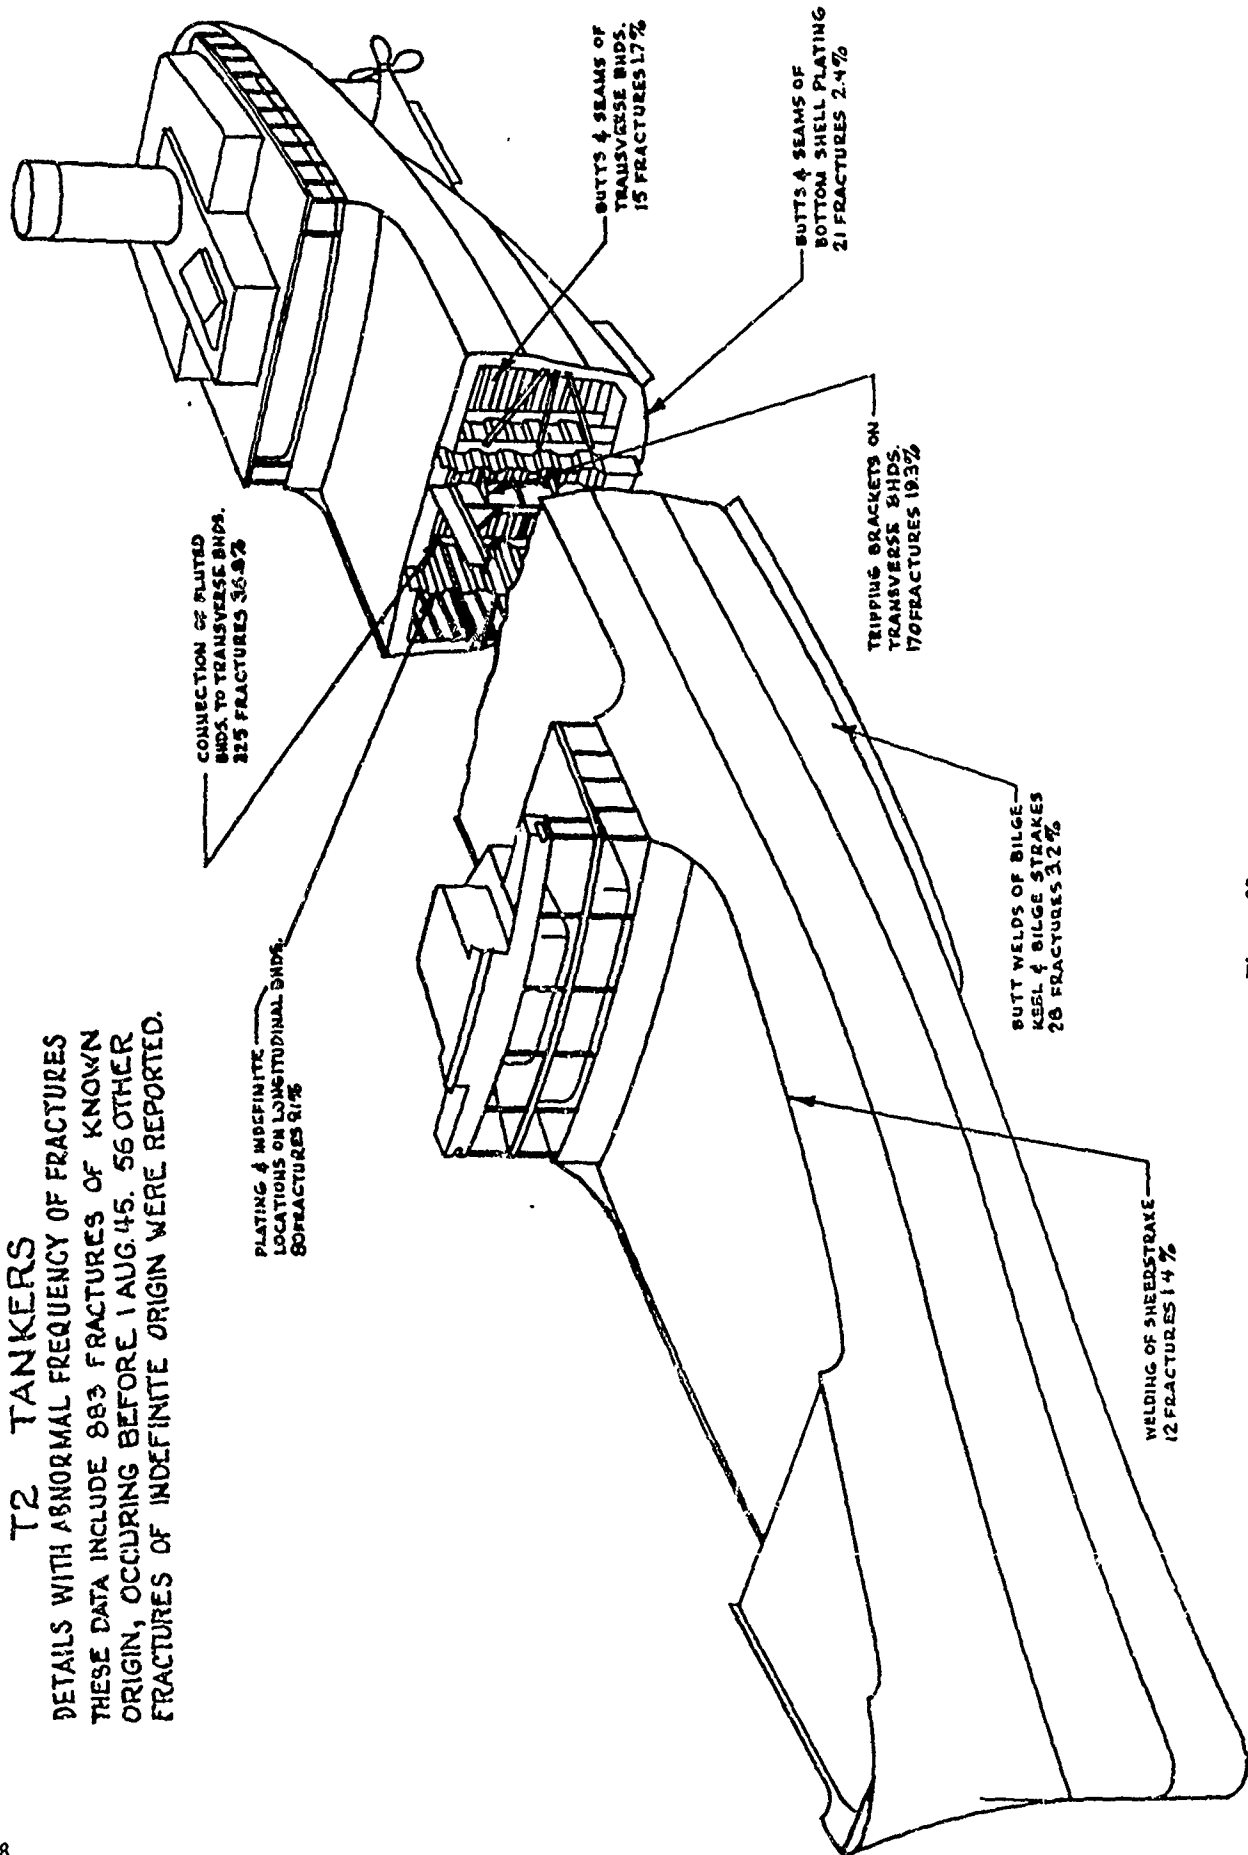 T2 TANKERS
DETAILS WITH ABNORMAL FREQUENCY OF FRACTURES
THESE DATA INCLUDE 883 FRACTURES OF KNOWN
ORIGIN, OCCURING BEFORE 1 AUG. 45. 56 OTHER
FRACTURES OF INDEFINITE ORIGIN WERE REPORTED.
CONNECTION OF FLUTED
BHDS. TO TRANSVERSE BHDS.
325 FRACTURES 36.8%
PLATING & INDEFINITE
LOCATIONS ON LONGITUDINAL BHDS.
80 FRACTURES 9.1%
BUTTS & SEAMS OF
TRANSVERSE BHDS.
15 FRACTURES 1.7%
BUTTS & SEAMS OF
BOTTOM SHELL PLATING
21 FRACTURES 2.4%
TRIPPING BRACKETS ON
TRANSVERSE BHDS.
170 FRACTURES 19.3%
BUTT WELDS OF BILGE
KEEL & BILGE STRAKES
28 FRACTURES 3.2%
WELDING OF SHEERSTRAKE
12 FRACTURES 1.4%
8